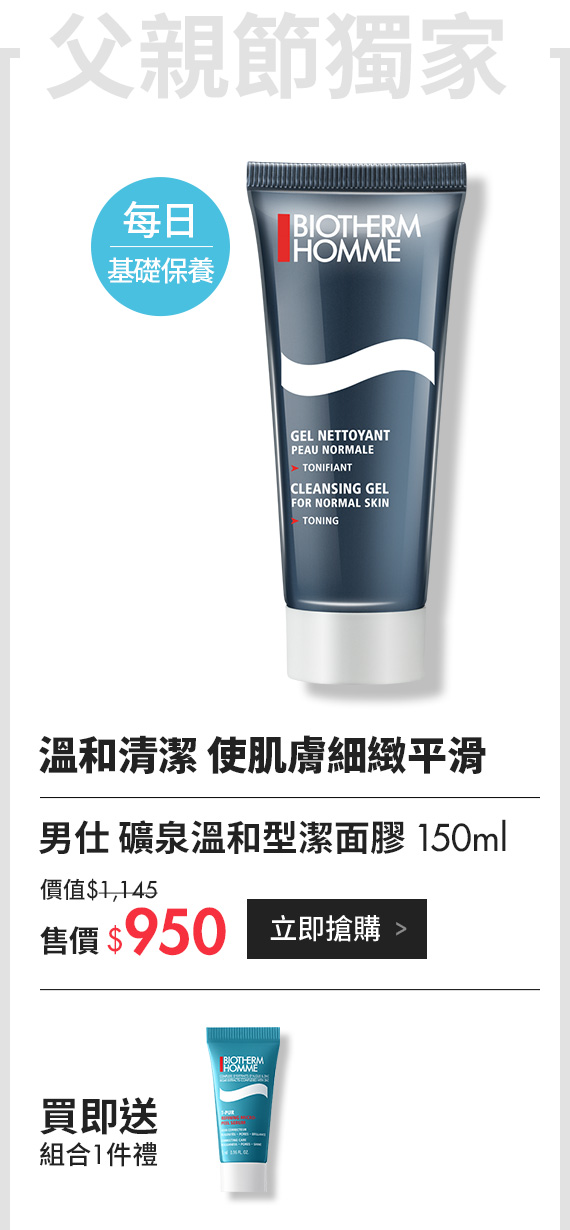 父親節獨家
每日
基礎保養
BIOTHERM
HOMME
GEL NETTOYANT
PEAU NORMALE
➤ TONIFIANT
CLEANSING GEL
FOR NORMAL SKIN
➤ TONING
溫和清潔 使肌膚細緻平滑
男仕 礦泉溫和型潔面膠 150ml
價值$1,145
售價 $950
立即搶購 >
買即送
組合1件禮
BIOTHERM
HOMME
T-PUR